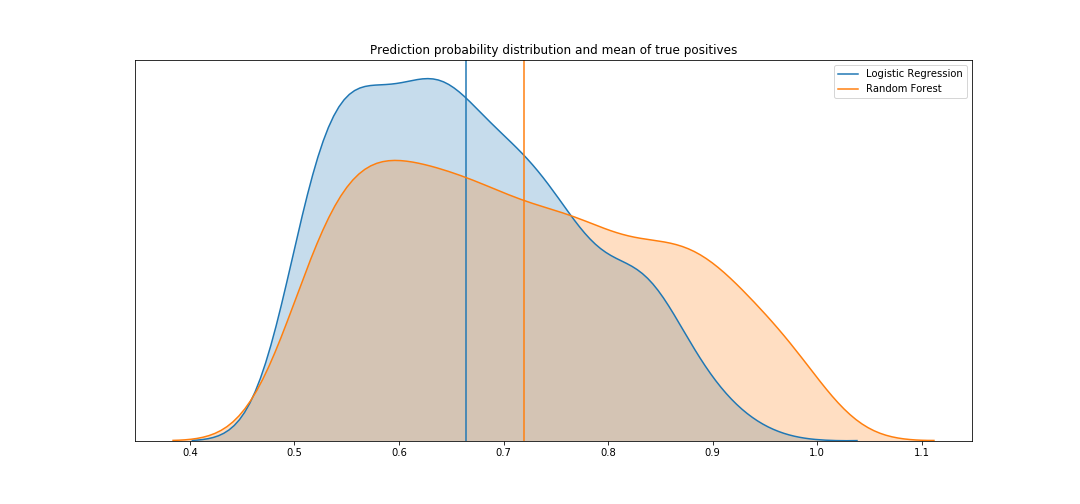 Prediction probability distribution and mean of true positives
Logistic Regression
Random Forest
0.4 0.5 0.6 0.7 0.8 0.9 1.0 1.1